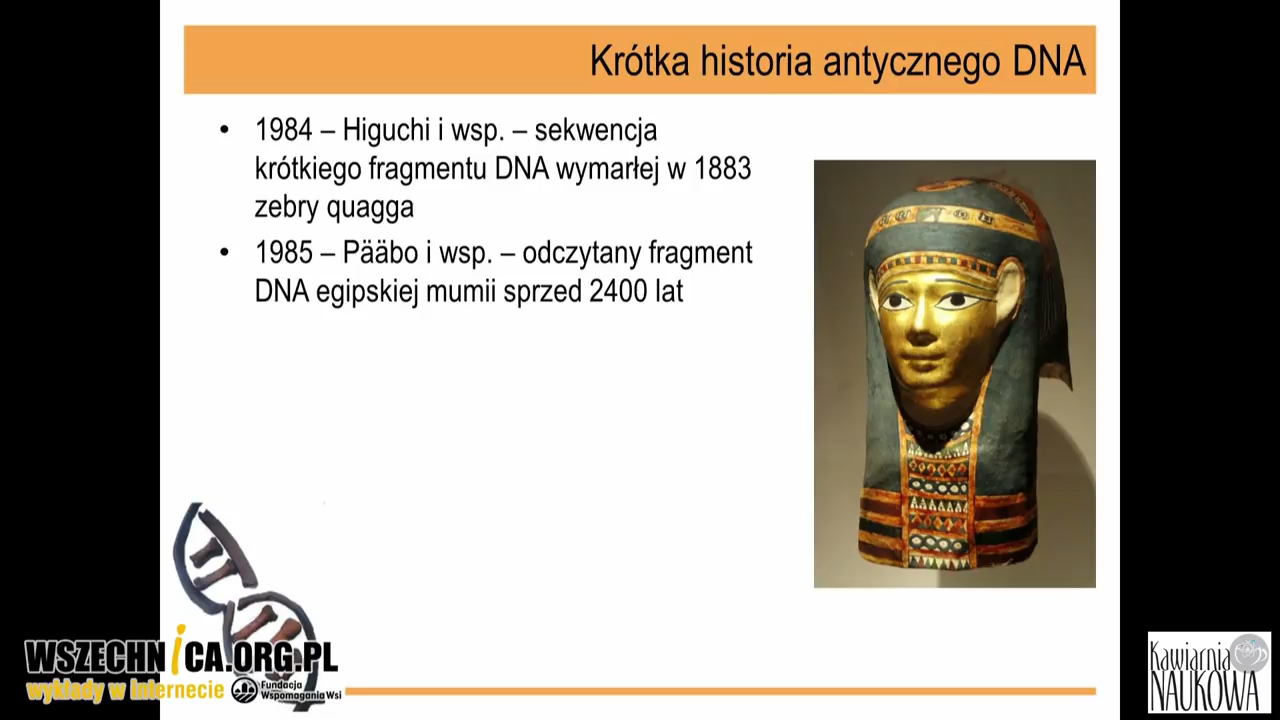 Krótka historia antycznego DNA
• 1984 – Higuchi i wsp. – sekwencja
krótkiego fragmentu DNA wymarłej w 1883
zebry quagga
• 1985 – Pääbo i wsp. – odczytany fragment
DNA egipskiej mumii sprzed 2400 lat
WSZECHNiCA.ORG.PL
wykłady w Internecie
Fundacja
Wspomagania Wsi
Kawiarnia
NAUKOWA